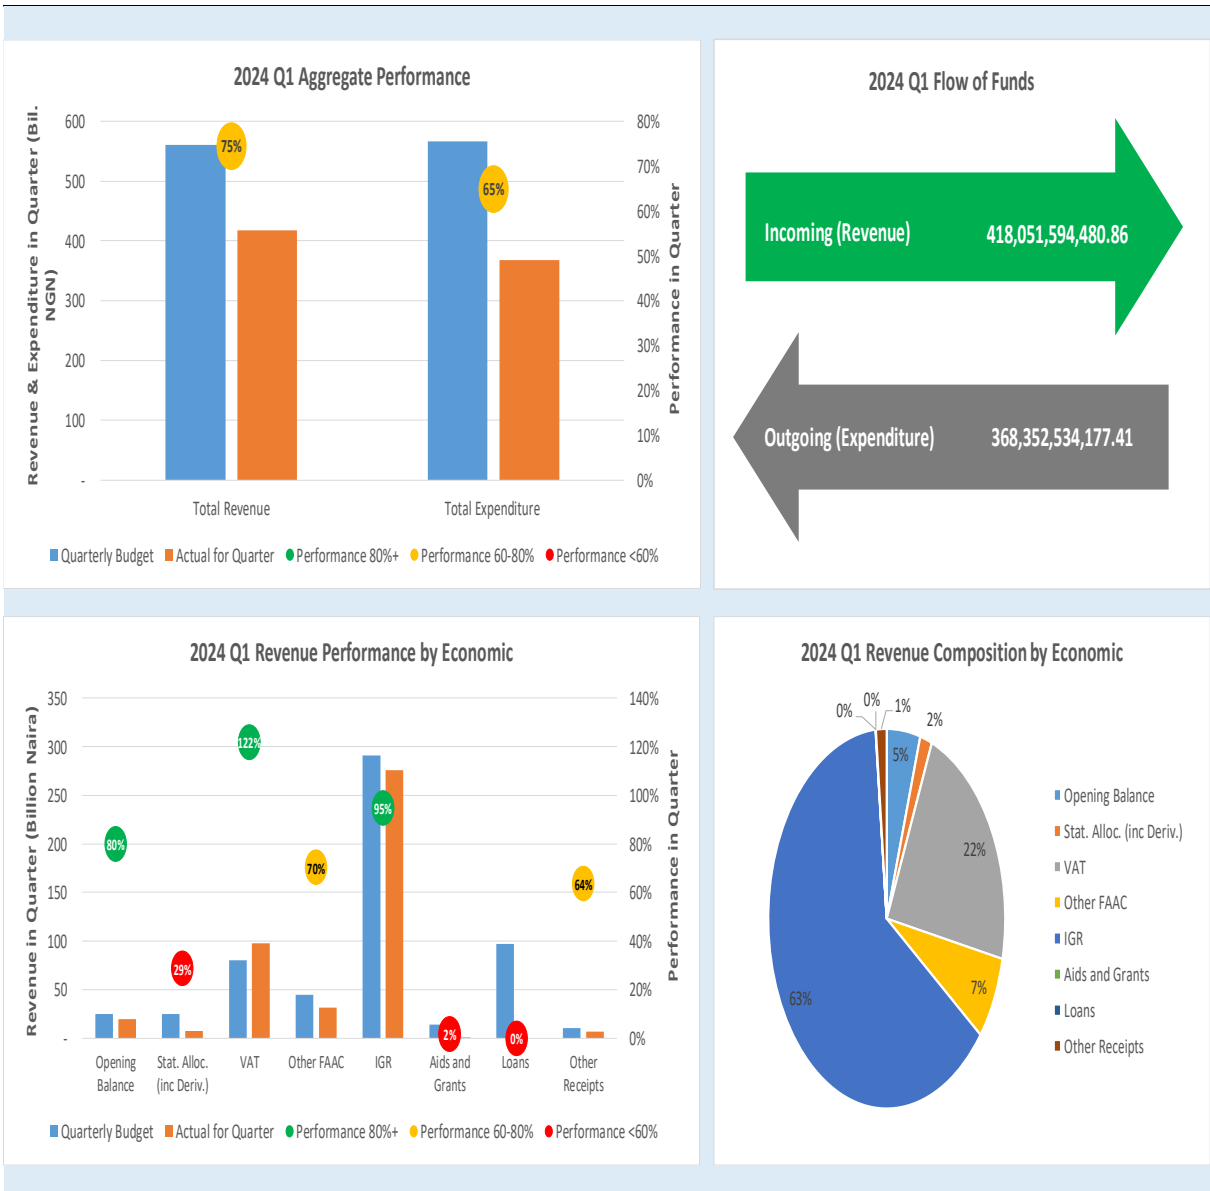 2024 Q1 Aggregate Performance
Revenue & Expenditure in Quarter (Bil.
NGN)
600
500
400
300
200
100
-
80%
70%
60%
50%
40%
30%
20%
10%
0%
Performance in Quarter
75%
65%
Total Revenue
Total Expenditure
Quarterly Budget
Actual for Quarter
Performance 80%+
Performance 60-80%
Performance <60%
2024 Q1 Flow of Funds
Incoming (Revenue) 418,051,594,480.86
Outgoing (Expenditure) 368,352,534,177.41
2024 Q1 Revenue Performance by Economic
Revenue in Quarter (Billion Naira)
350
300
250
200
150
100
50
-
140%
120%
100%
80%
60%
40%
20%
0%
Performance in Quarter
80%
29%
122%
70%
95%
2%
0%
64%
Opening
Balance
Stat. Alloc.
(inc Deriv.)
VAT
Other FAAC
IGR
Aids and
Grants
Loans
Other
Receipts
Quarterly Budget
Actual for Quarter
Performance 80%+
Performance 60-80%
Performance <60%
2024 Q1 Revenue Composition by Economic
0%
0%
1%
2%
5%
22%
7%
63%
Opening Balance
Stat. Alloc. (inc Deriv.)
VAT
Other FAAC
IGR
Aids and Grants
Loans
Other Receipts